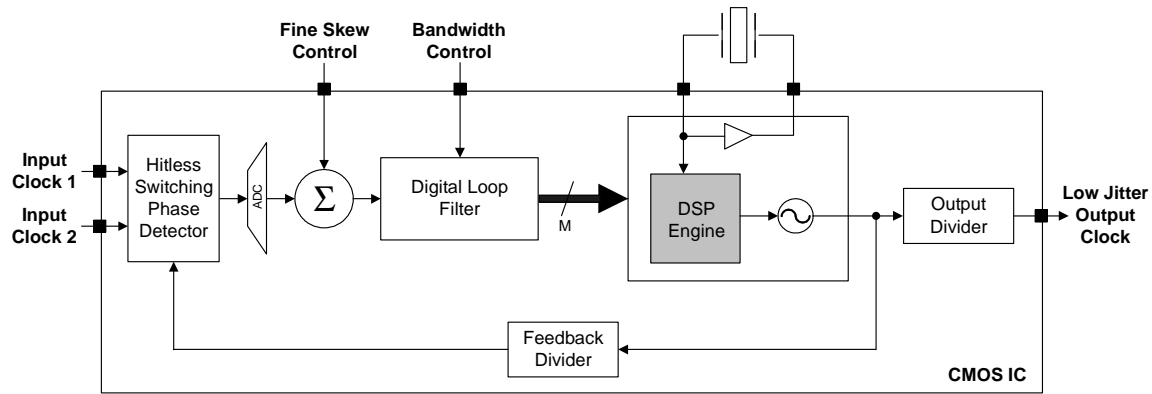 Fine Skew
Control
Bandwidth
Control
Input
Clock 1
Input
Clock 2
Hitless
Switching
Phase
Detector
ADC
Σ
Digital Loop
Filter
M
DSP
Engine
Output
Divider
Low Jitter
Output
Clock
Feedback
Divider
CMOS IC